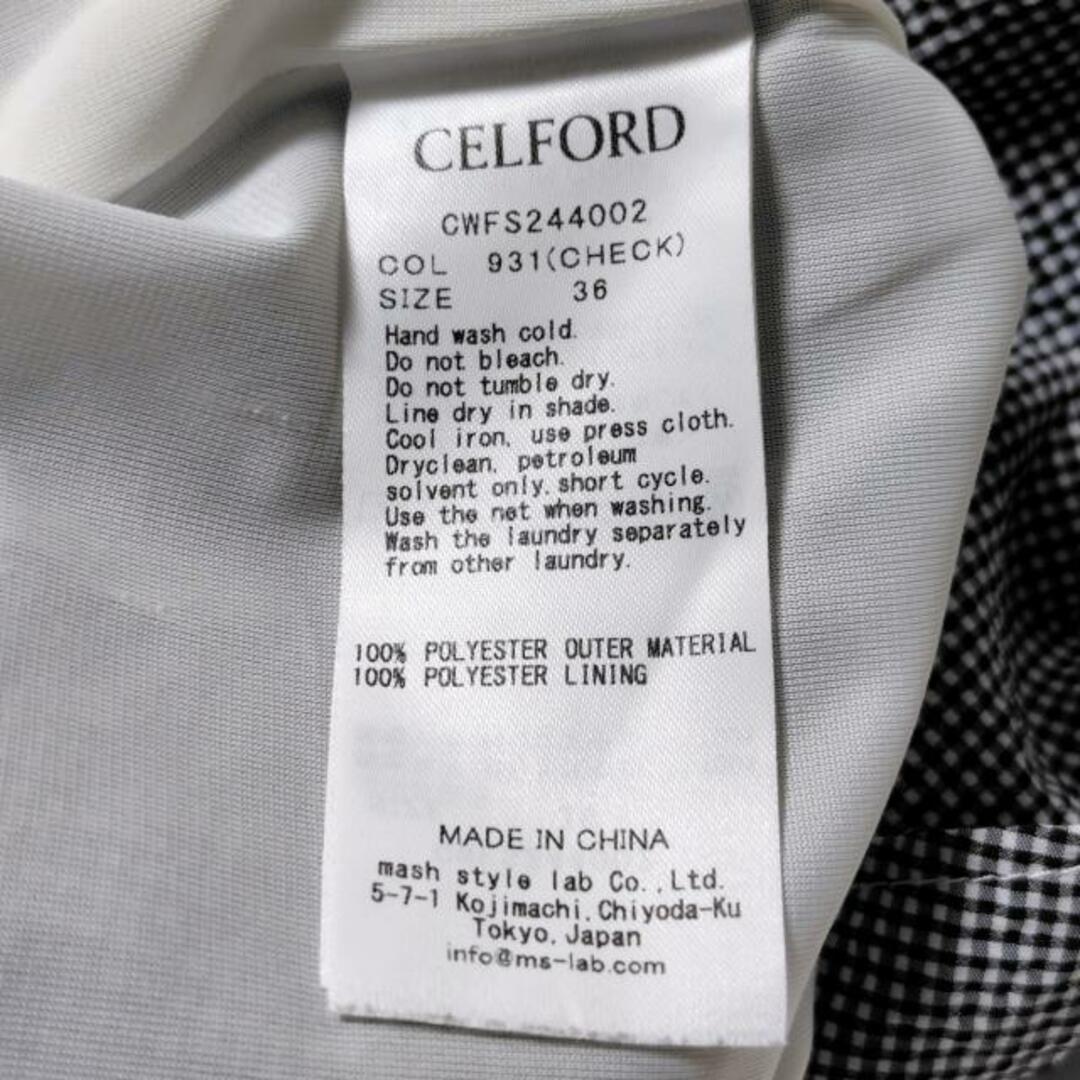 CELFORD
CWFS244002
COL 931(CHECK)
SIZE 36
Hand wash cold.
Do not bleach.
Do not tumble dry.
Line dry in shade.
Cool iron, use press cloth.
Dryclean, petroleum
solvent only,short cycle.
Use the net when washing.
Wash the laundry separately
from other laundry.
100% POLYESTER OUTER MATERIAL
100% POLYESTER LINING
MADE IN CHINA
mash style lab Co.,Ltd.
5-7-1 Kojimachi,Chiyoda-Ku
Tokyo,Japan
info@ms-lab.com